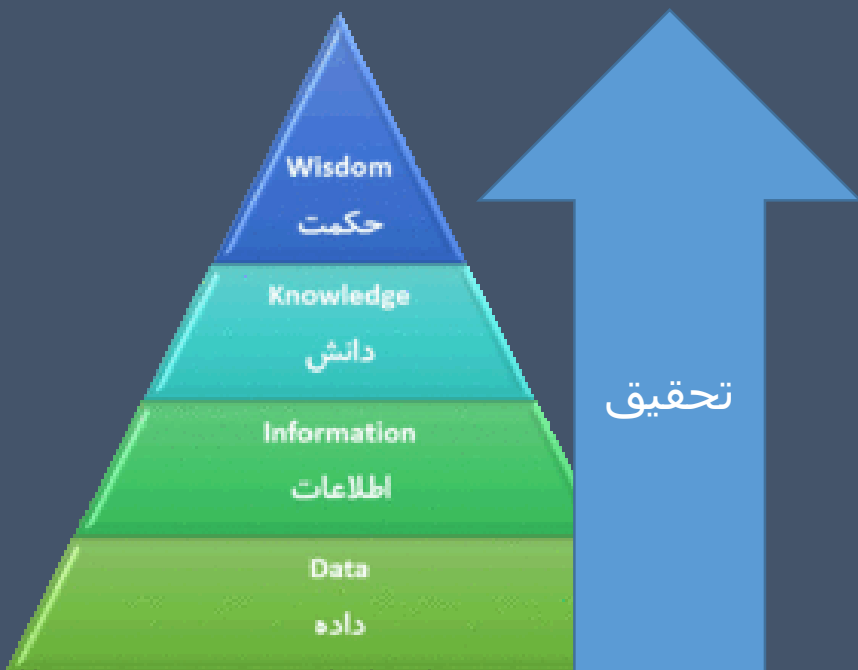 Wisdom
حکمت
Knowledge
دانش
Information
اطلاعات
Data
داده
تحقیق